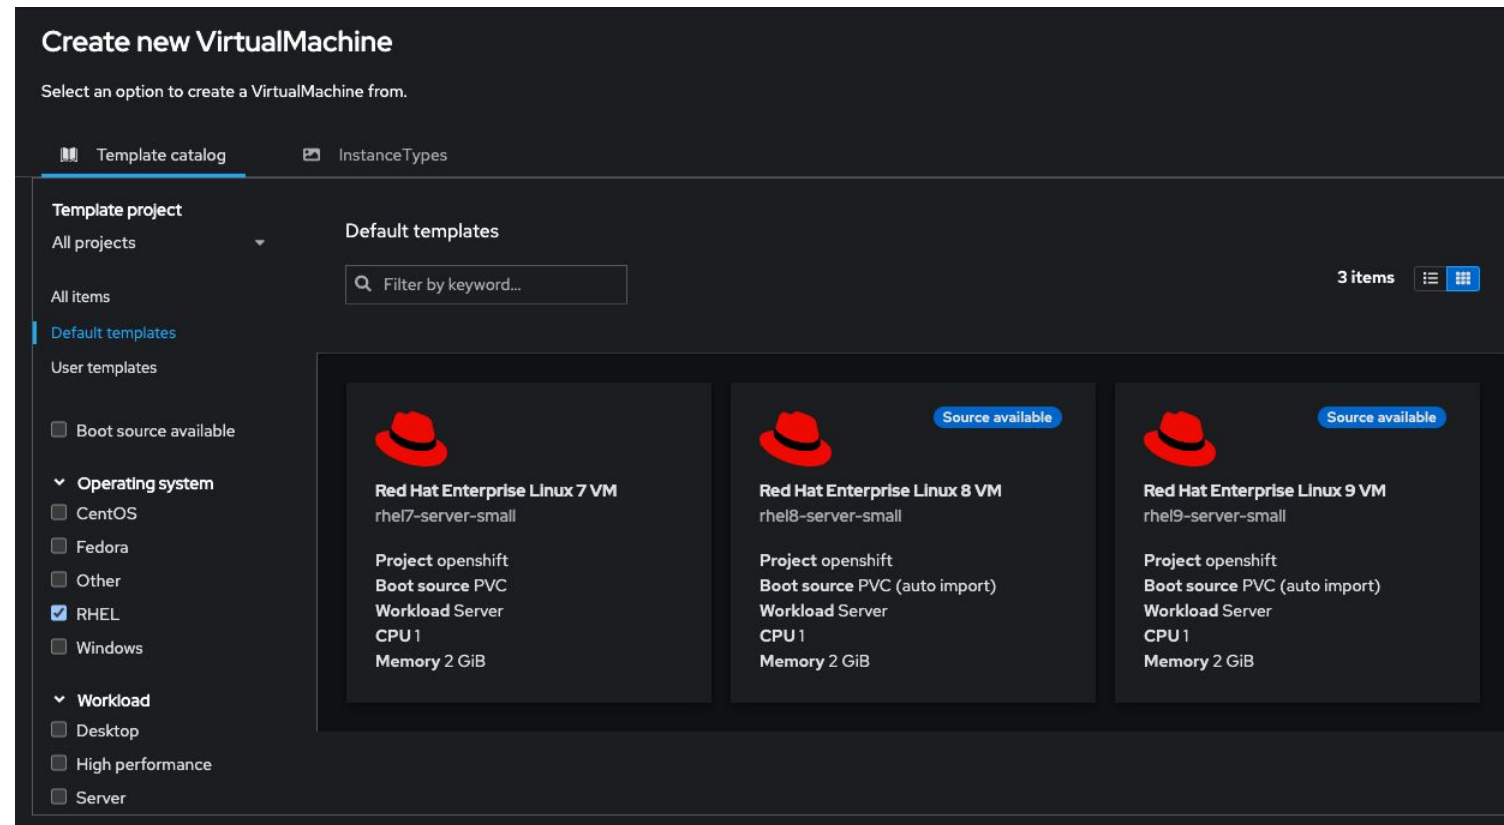 Create new VirtualMachine
Select an option to create a VirtualMachine from.
Template catalog
InstanceTypes
Template project
All projects
All items
Default templates
User templates
Boot source available
Operating system
CentOS
Fedora
Other
RHEL
Windows
Workload
Desktop
High performance
Server
Default templates
Filter by keyword...
3 items
Red Hat Enterprise Linux 7 VM
rhel7-server-small
Project openshift
Boot source PVC
Workload Server
CPU 1
Memory 2 GiB
Source available
Red Hat Enterprise Linux 8 VM
rhel8-server-small
Project openshift
Boot source PVC (auto import)
Workload Server
CPU 1
Memory 2 GiB
Source available
Red Hat Enterprise Linux 9 VM
rhel9-server-small
Project openshift
Boot source PVC (auto import)
Workload Server
CPU 1
Memory 2 GiB